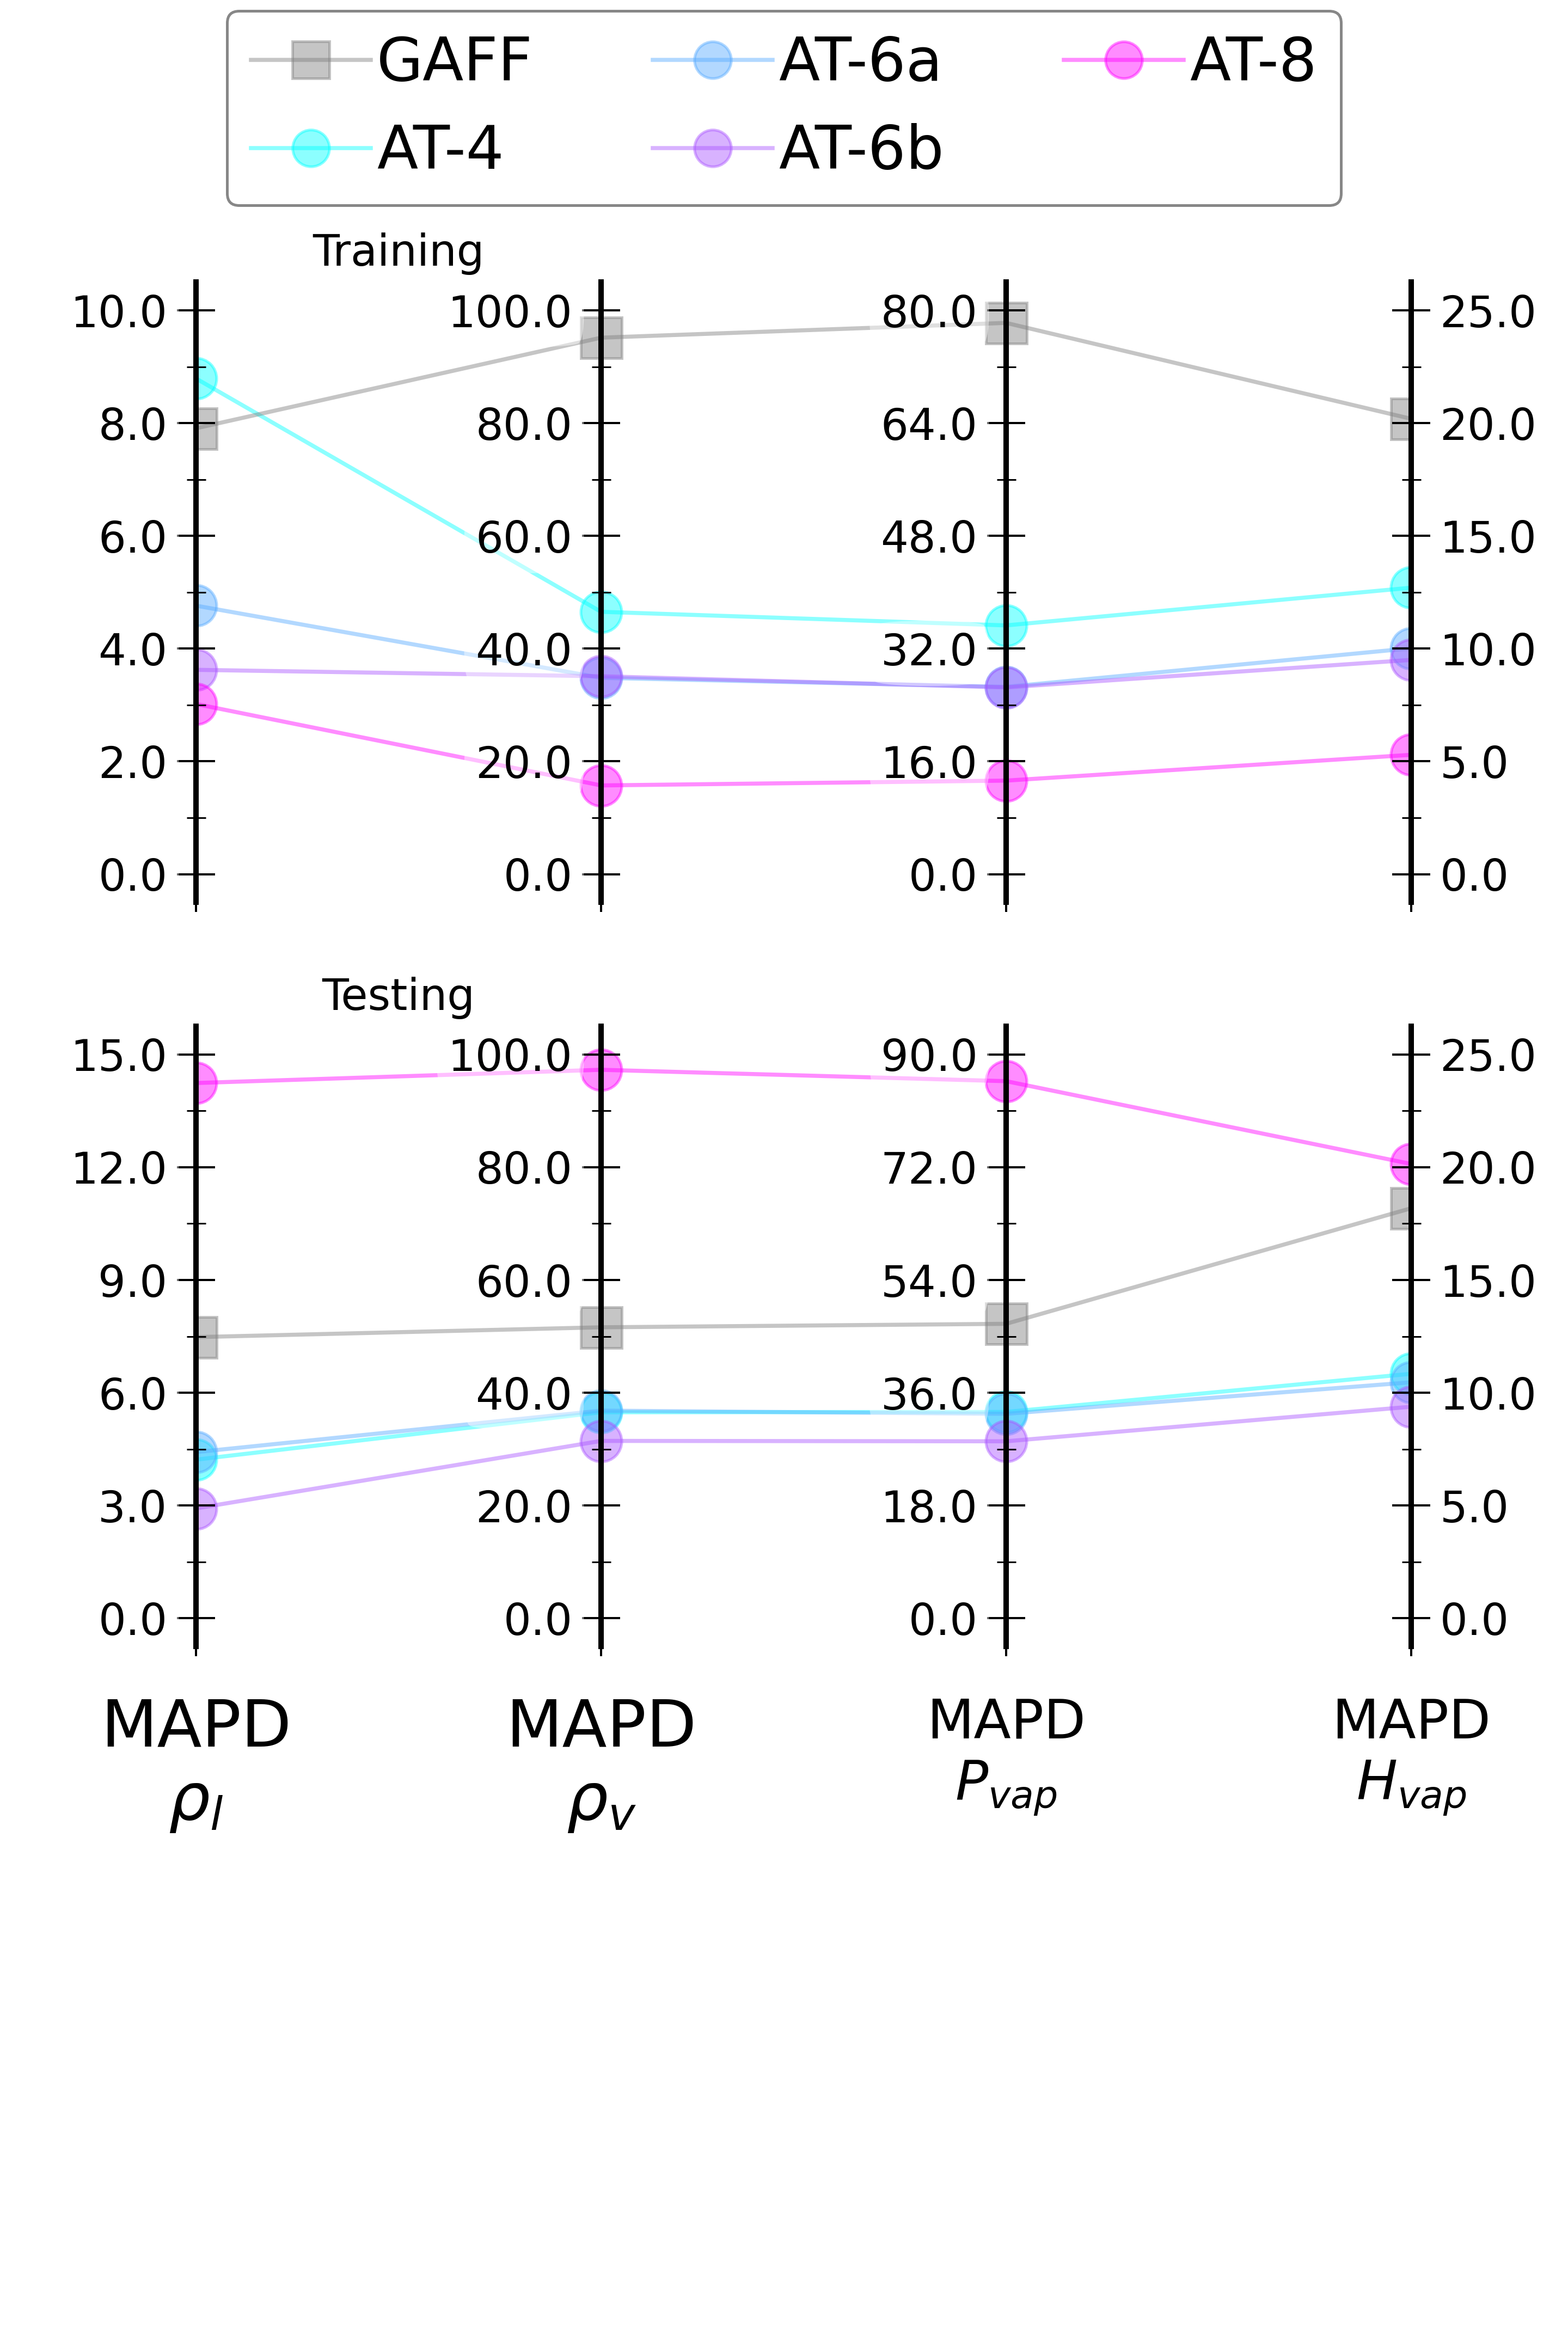 GAFF AT-6a AT-8
AT-4 AT-6b
Training
10.0 100.0 80.0 25.0
8.0 80.0 64.0 20.0
6.0 60.0 48.0 15.0
4.0 40.0 32.0 10.0
2.0 20.0 16.0 5.0
0.0 0.0 0.0 0.0
Testing
15.0 100.0 90.0 25.0
12.0 80.0 72.0 20.0
9.0 60.0 54.0 15.0
6.0 40.0 36.0 10.0
3.0 20.0 18.0 5.0
0.0 0.0 0.0 0.0
MAPD MAPD MAPD MAPD
ρl ρv Pvap Hvap